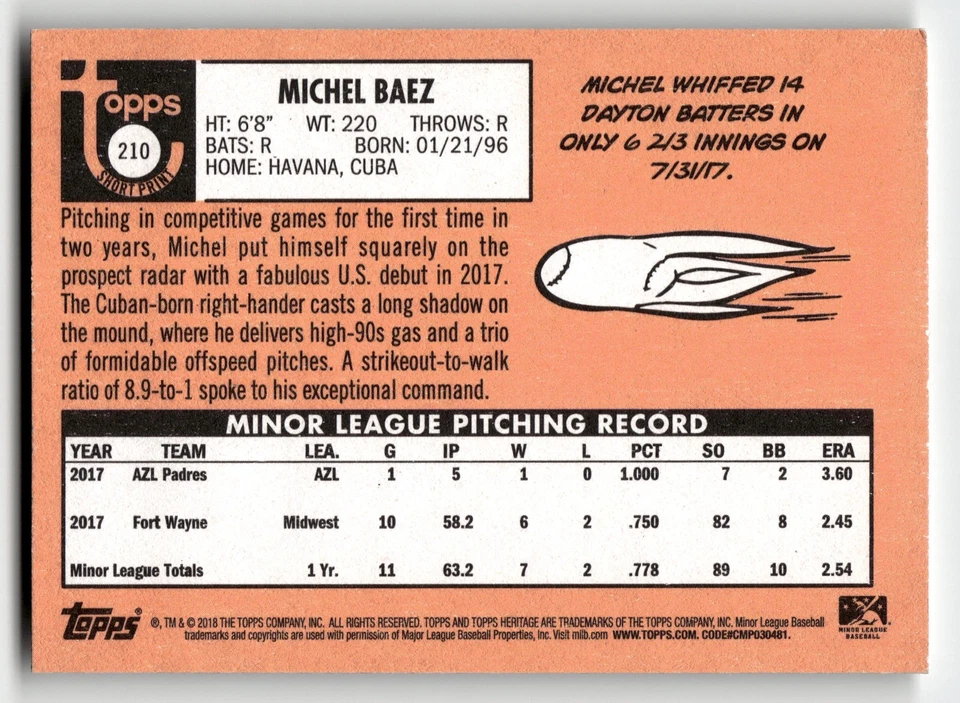 topps
210
SHORT PRINT
MICHEL BAEZ
HT: 6'8" WT: 220 THROWS: R
BATS: R BORN: 01/21/96
HOME: HAVANA, CUBA
MICHEL WHIFFED 14
DAYTON BATTERS IN
ONLY 6 2/3 INNINGS ON
7/31/17.
Pitching in competitive games for the first time in
two years, Michel put himself squarely on the
prospect radar with a fabulous U.S. debut in 2017.
The Cuban-born right-hander casts a long shadow on
the mound, where he delivers high-90s gas and a trio
of formidable offspeed pitches. A strikeout-to-walk
ratio of 8.9-to-1 spoke to his exceptional command.
MINOR LEAGUE PITCHING RECORD
YEAR TEAM LEA. G IP W L PCT SO BB ERA
2017 AZL Padres AZL 1 5 1 0 1.000 7 2 3.60
2017 Fort Wayne Midwest 10 58.2 6 2 .750 82 8 2.45
Minor League Totals 1 Yr. 11 63.2 7 2 .778 89 10 2.54
Topps®
®, TM & © 2018 THE TOPPS COMPANY, INC. ALL RIGHTS RESERVED. TOPPS AND TOPPS HERITAGE ARE TRADEMARKS OF THE TOPPS COMPANY, INC. Minor League Baseball
trademarks and copyrights are used with permission of Major League Baseball Properties, Inc. Visit milb.com WWW.TOPPS.COM. CODE#CMP030481.
MINOR LEAGUE
BASEBALL